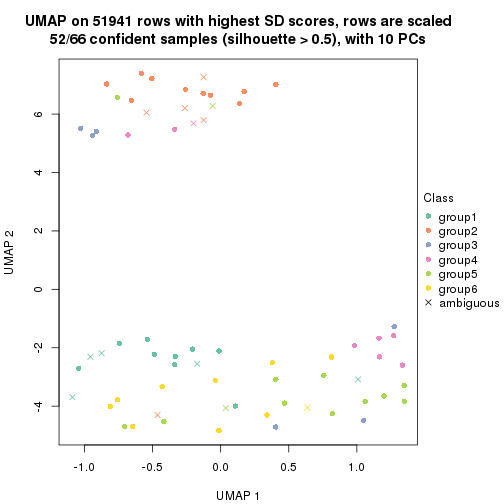 UMAP on 51941 rows with highest SD scores, rows are scaled
52/66 confident samples (silhouette > 0.5), with 10 PCs
6
4
2
0
-2
-4
UMAP 2
-1.0
-0.5
0.0
0.5
1.0
UMAP 1
Class
group1
group2
group3
group4
group5
group6
ambiguous